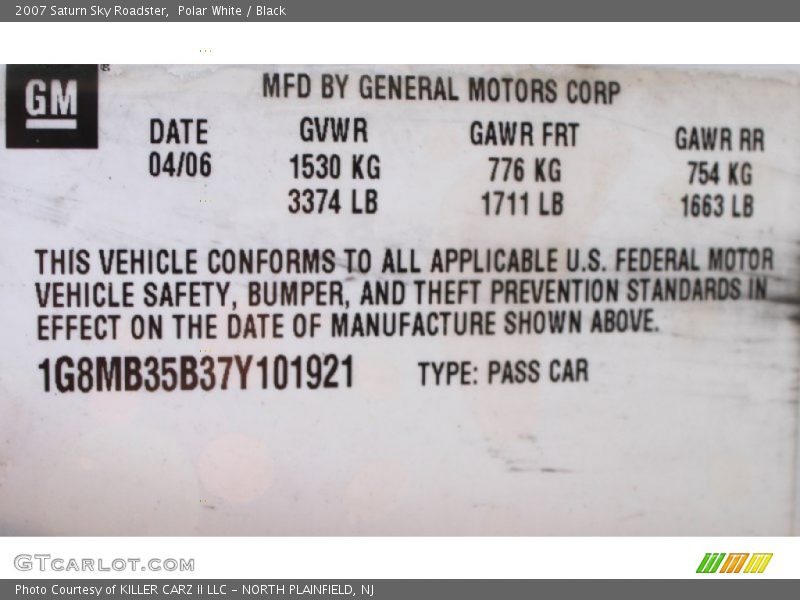 2007 Saturn Sky Roadster,  Polar White / Black
GM
MFD BY GENERAL MOTORS CORP
DATE GVWR GAWR FRT GAWR RR
04/06 1530 KG 776 KG 754 KG
3374 LB 1711 LB 1663 LB
THIS VEHICLE CONFORMS TO ALL APPLICABLE U.S. FEDERAL MOTOR
VEHICLE SAFETY, BUMPER, AND THEFT PREVENTION STANDARDS IN
EFFECT ON THE DATE OF MANUFACTURE SHOWN ABOVE.
1G8MB35B37Y101921 TYPE: PASS CAR
GTCARLOT.COM
Photo Courtesy of KILLER CARZ II LLC - NORTH PLAINFIELD, NJ